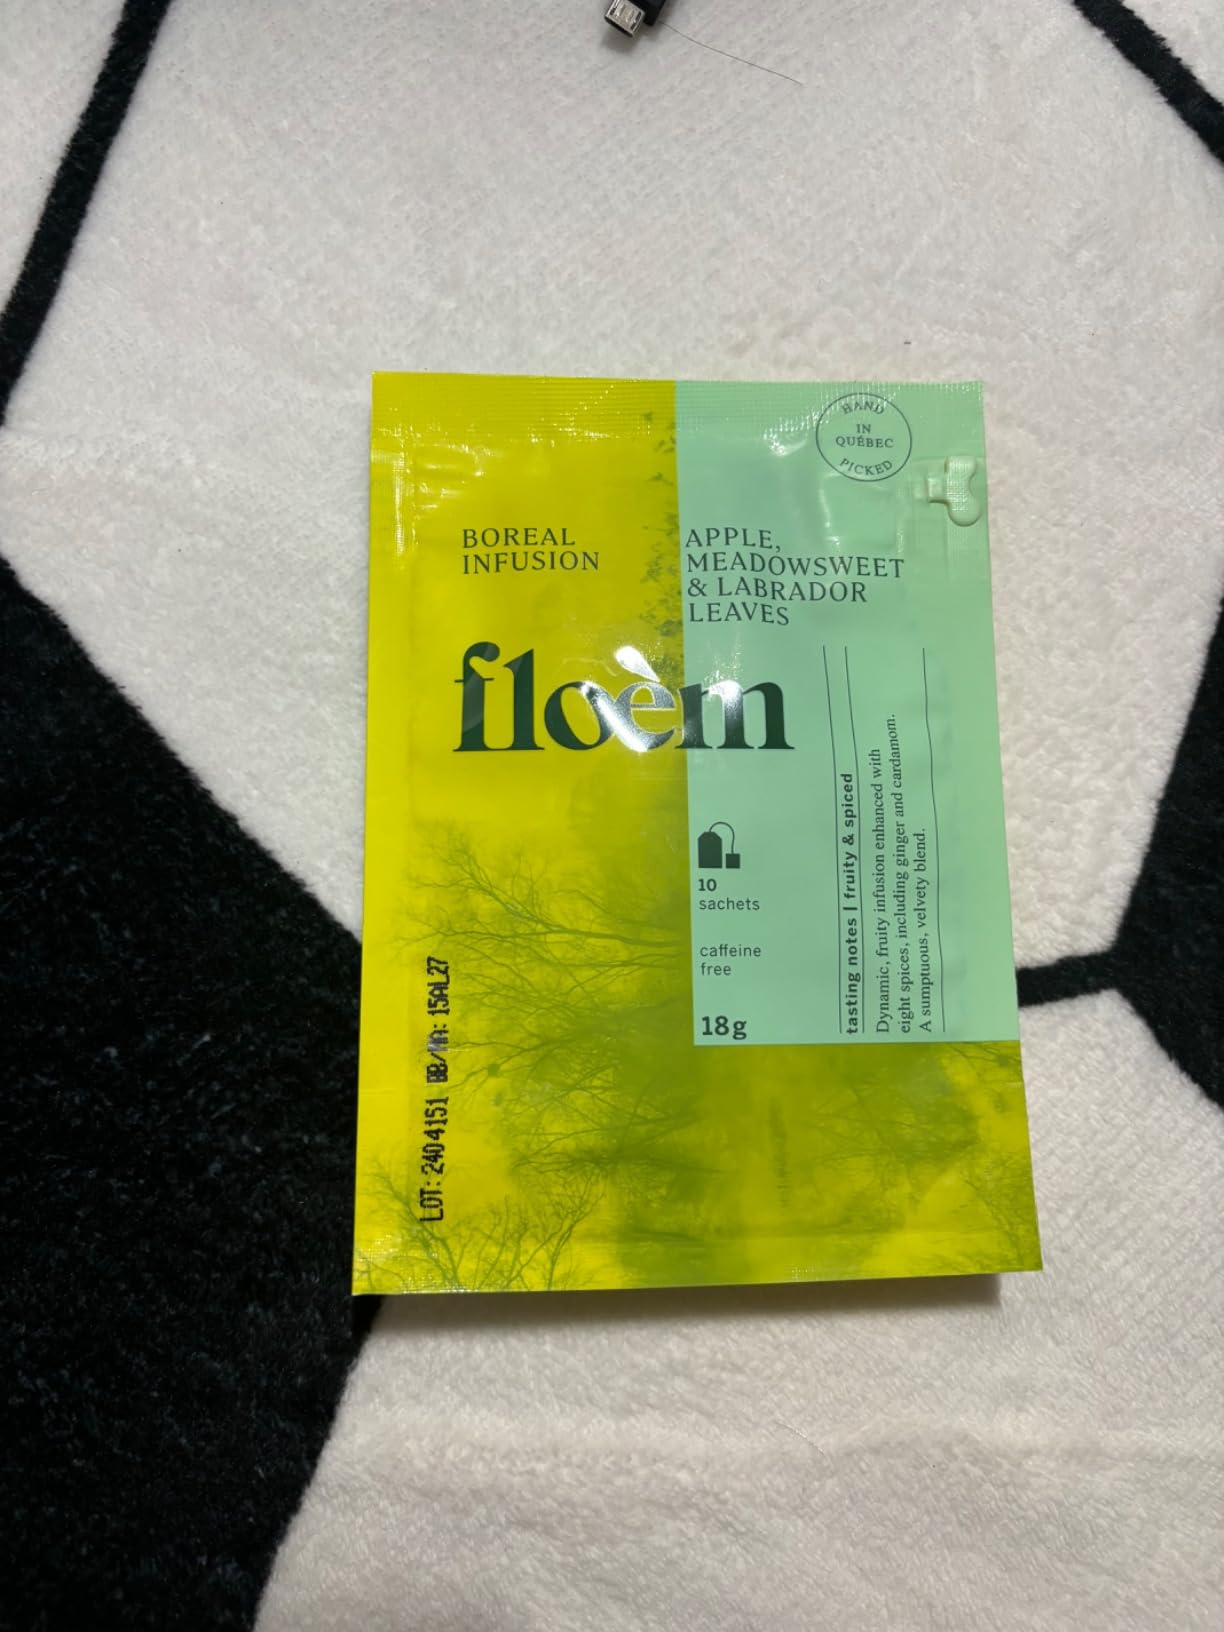 HAND
IN
QUÉBEC
PICKED
BOREAL
INFUSION
APPLE,
MEADOWSWEET
& LABRADOR
LEAVES
floèm
10
sachets
caffeine
free
18g
tasting notes | fruity & spiced
Dynamic, fruity infusion enhanced with
eight spices, including ginger and cardamom.
A sumptuous, velvety blend.
LOT: 2404151 BB/MA: 15AL27